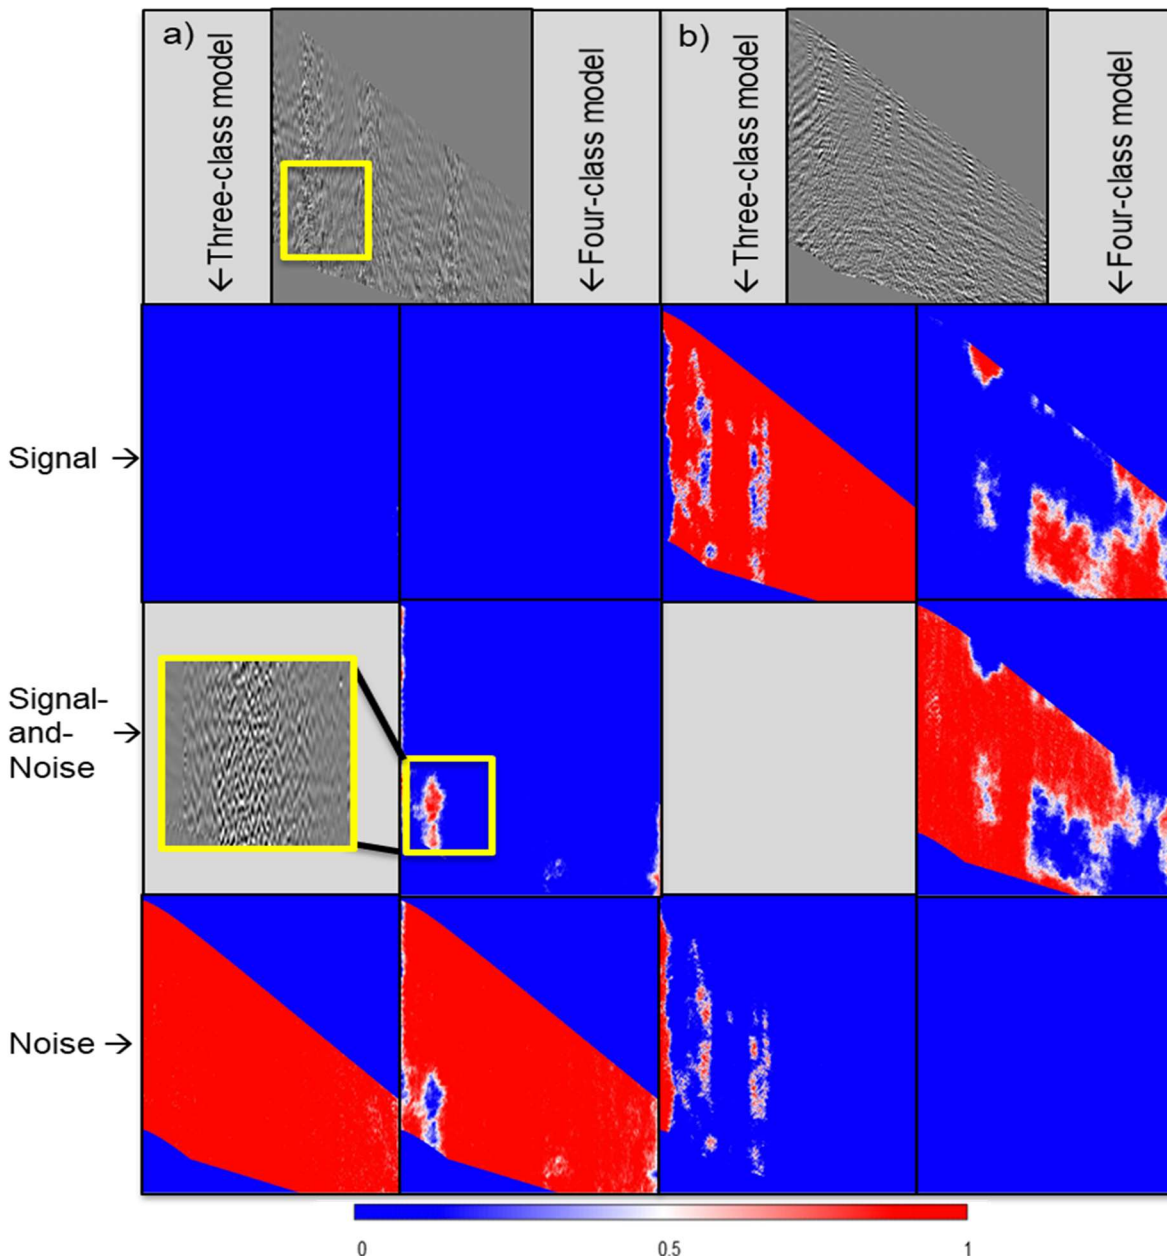 a)
←Three-class model
←Four-class model
b)
←Three-class model
←Four-class model
Signal →
Signal-
and- →
Noise
Noise →
0 0.5 1